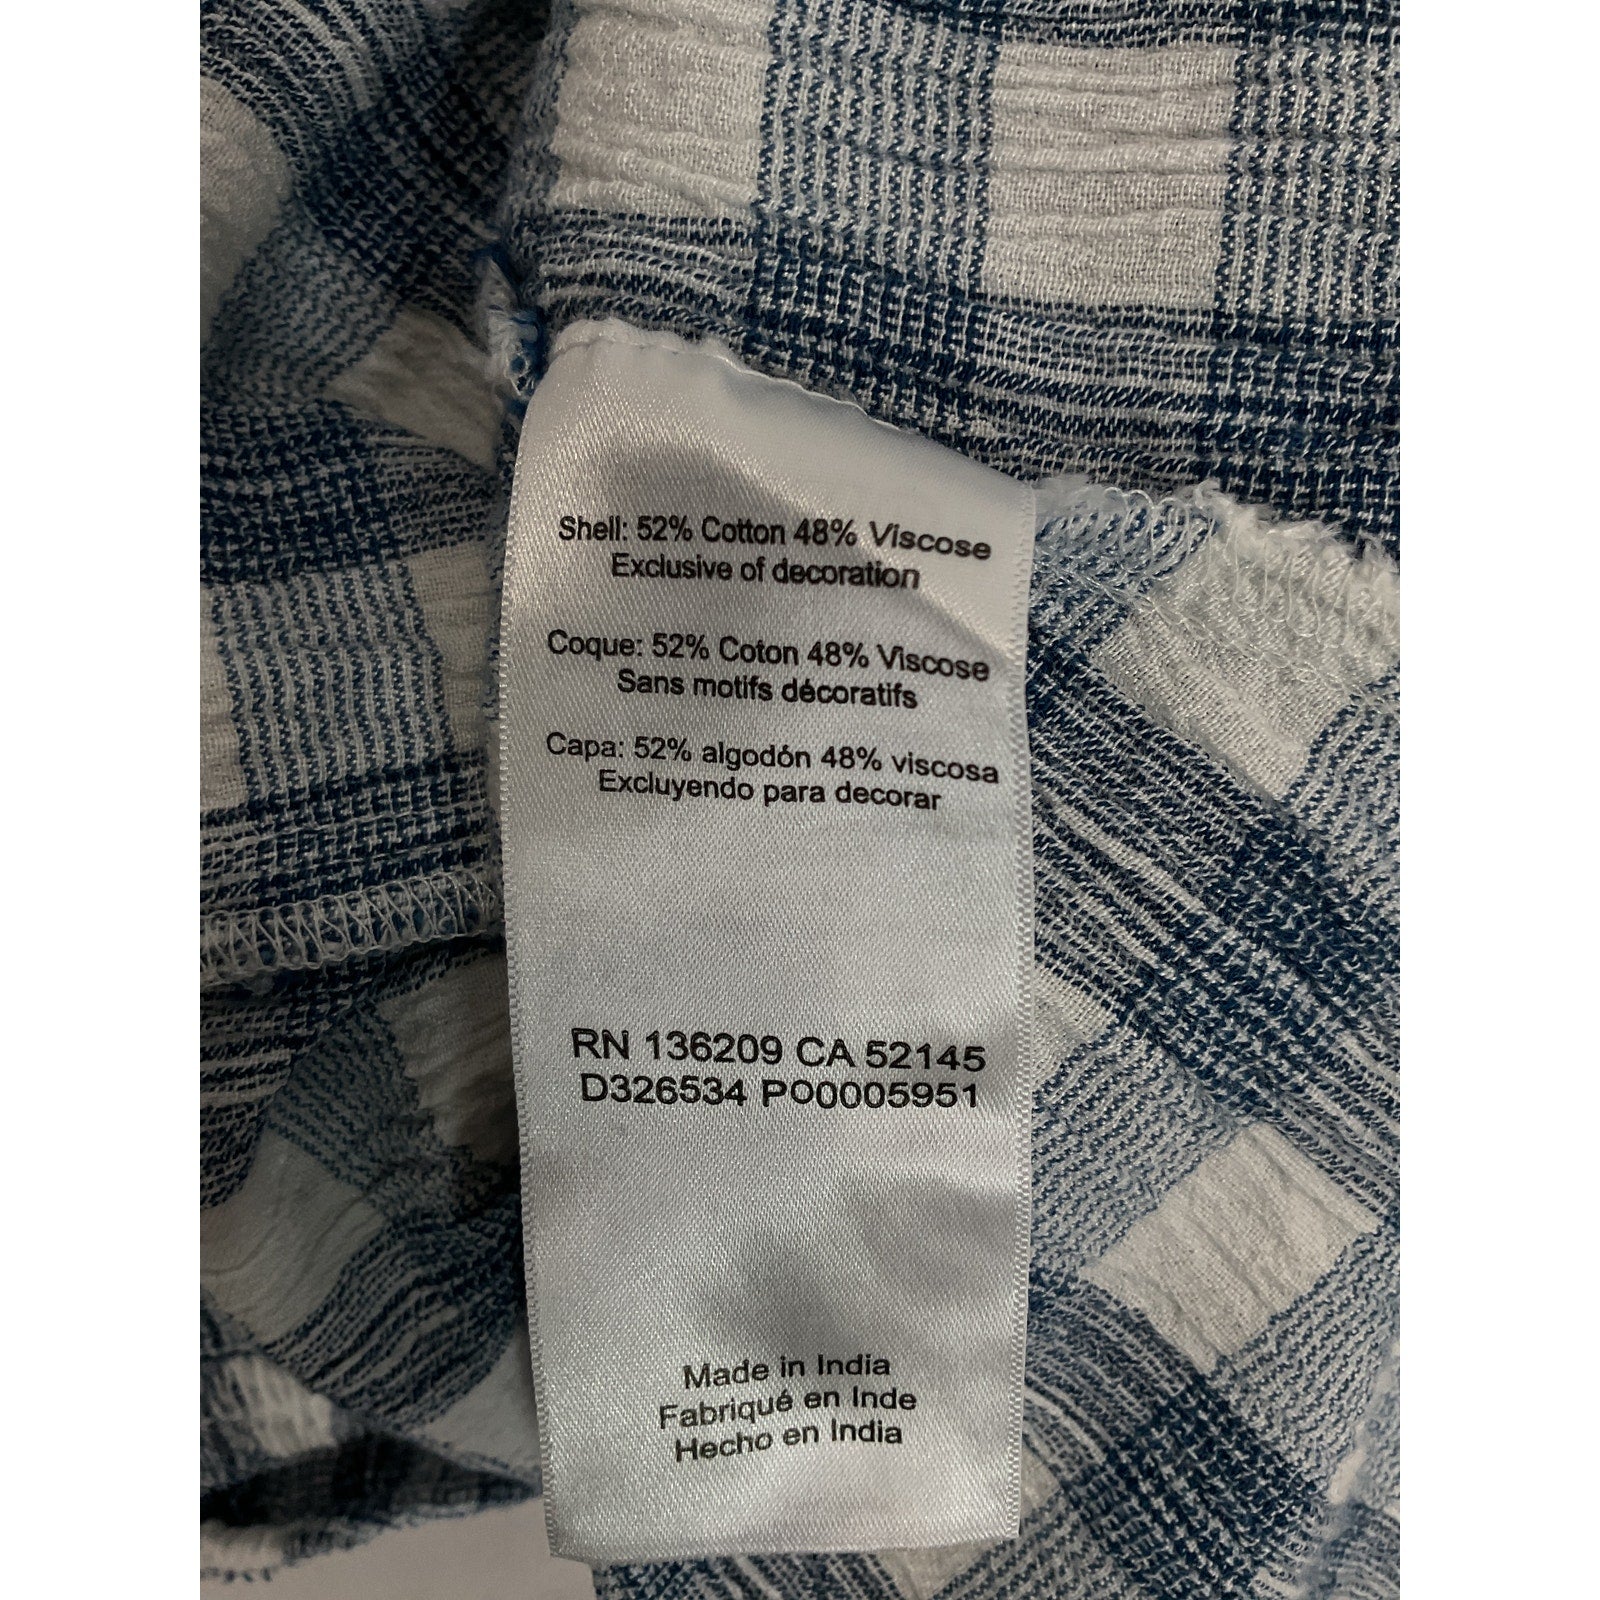 Shell: 52% Cotton 48% Viscose
Exclusive of decoration
Coque: 52% Coton 48% Viscose
Sans motifs décoratifs
Capa: 52% algodón 48% viscosa
Excluyendo para decorar
RN 136209 CA 52145
D326534 PO0005951
Made in India
Fabriqué en Inde
Hecho en India